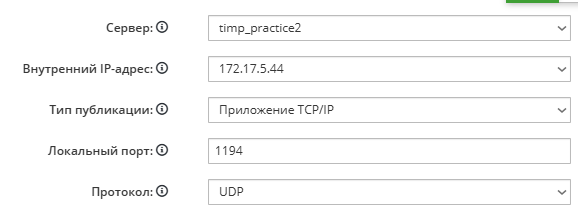 Сервер: timp_practice2
Внутренний IP-адрес: 172.17.5.44
Тип публикации: Приложение TCP/IP
Локальный порт: 1194
Протокол: UDP